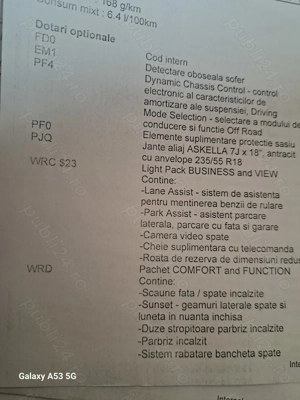 168 g/km
Consum mixt : 6.4 l/100km
Dotari optionale
FD0 Cod intern
EM1 Detectare oboseala sofer
PF4 Dynamic Chassis Control - control
electronic al caracteristicilor de
amortizare ale suspensiei, Driving
Mode Selection - selectare a modului de
conducere si functie Off Road
PF0 Elemente suplimentare protectie sasiu
PJQ Jante aliaj ASKELLA 7J x 18", antracit
cu anvelope 235/55 R18
WRC $23 Light Pack BUSINESS and VIEW
Contine:
-Lane Assist - sistem de asistenta
pentru mentinerea benzii de rulare
-Park Assist - asistent parcare
laterala, parcare cu fata si garare
-Camera video spate
-Cheie suplimentara cu telecomanda
-Roata de rezerva de dimensiuni redus
WRD Pachet COMFORT and FUNCTION
Contine:
-Scaune fata / spate incalzite
-Sunset - geamuri laterale spate si
luneta in nuanta inchisa
-Duze stropitoare parbriz incalzite
-Parbriz incalzit
-Sistem rabatare bancheta spate
Galaxy A53 5G